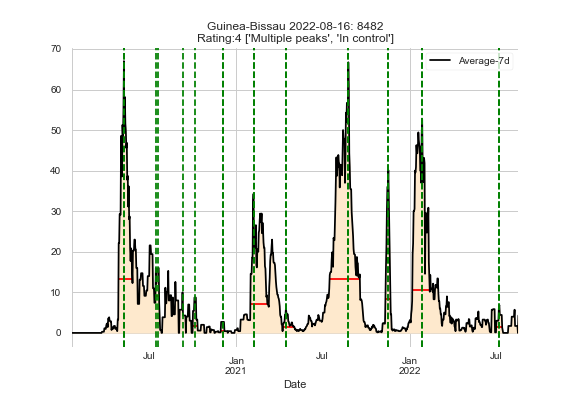 Guinea-Bissau 2022-08-16: 8482
Rating:4 ['Multiple peaks', 'In control']
Average-7d
70
60
50
40
30
20
10
0
Jul
Jan
2021
Jul
Jan
2022
Jul
Date